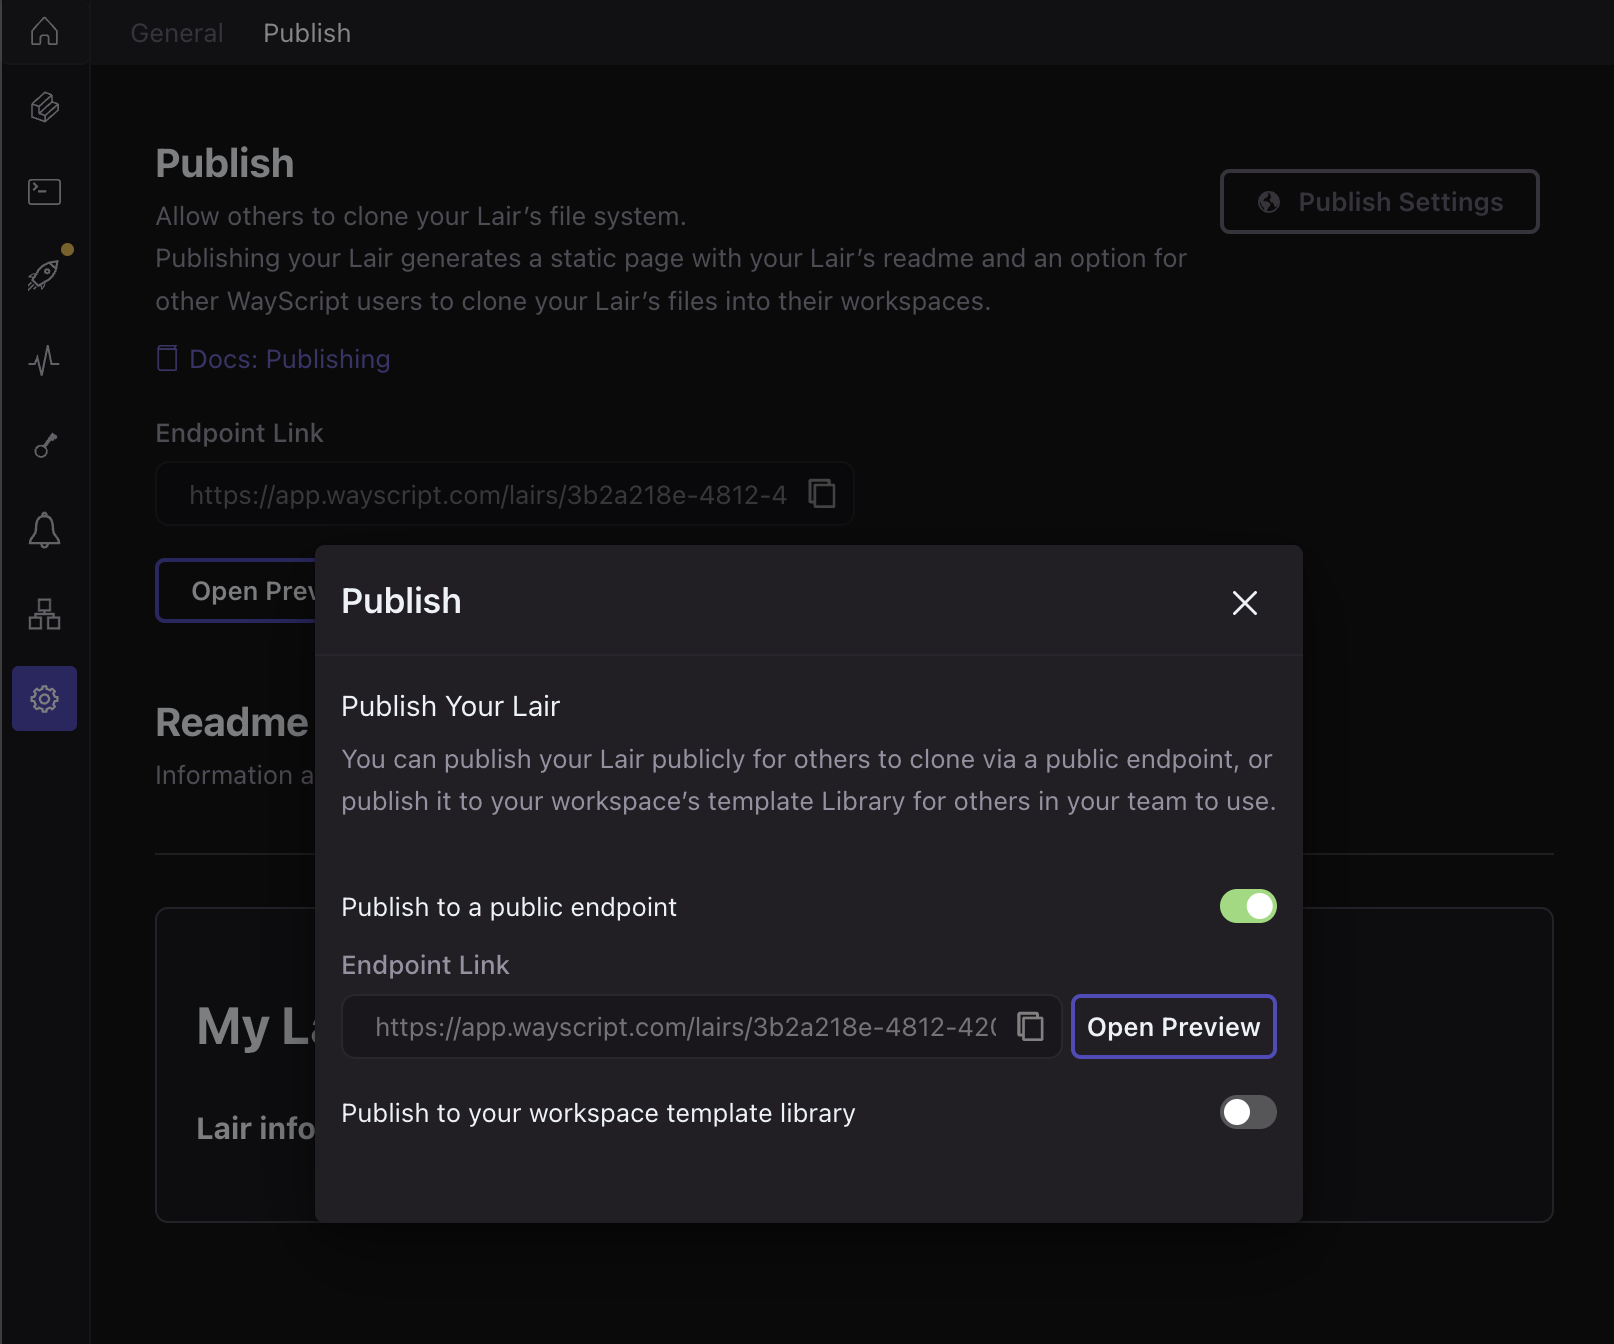 General
Publish
Publish
Allow others to clone your Lair’s file system.
Publishing your Lair generates a static page with your Lair’s readme and an option for
other WayScript users to clone your Lair’s files into their workspaces.
Publish Settings
Docs: Publishing
Endpoint Link
https://app.wayscript.com/lairs/3b2a218e-4812-4
Open
Readme
Information
My
Lair info
Publish
Publish Your Lair
You can publish your Lair publicly for others to clone via a public endpoint, or
publish it to your workspace’s template Library for others in your team to use.
Publish to a public endpoint
Endpoint Link
https://app.wayscript.com/lairs/3b2a218e-4812-42
Open Preview
Publish to your workspace template library